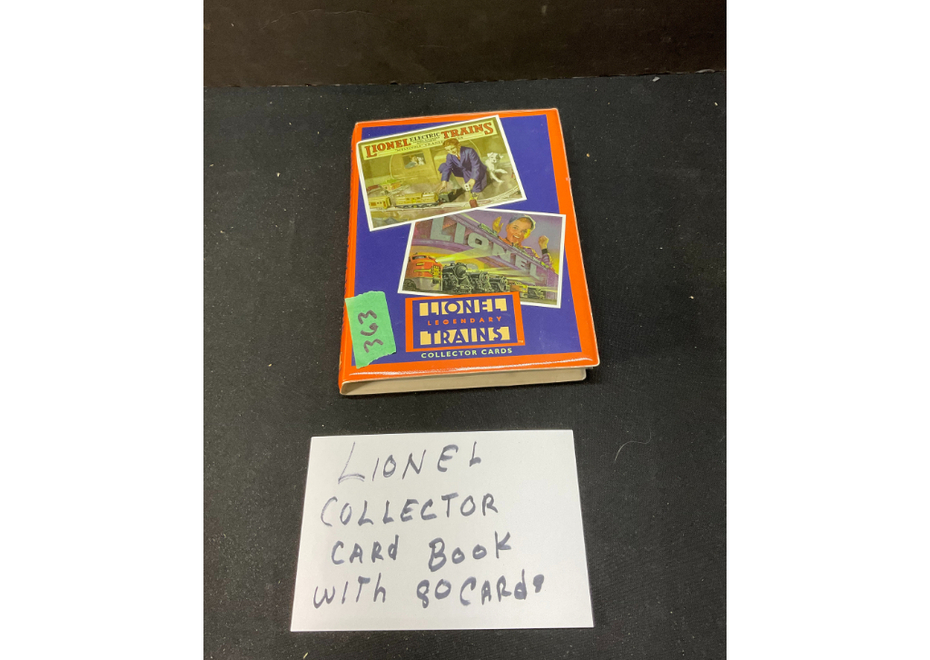 LIONEL ELECTRIC TRAINS
LIONEL
LIONEL
LEGENDARY
TRAINS
COLLECTOR CARDS
363
LIONEL
COLLECTOR
CARd BOOK
WITh 80 CARds